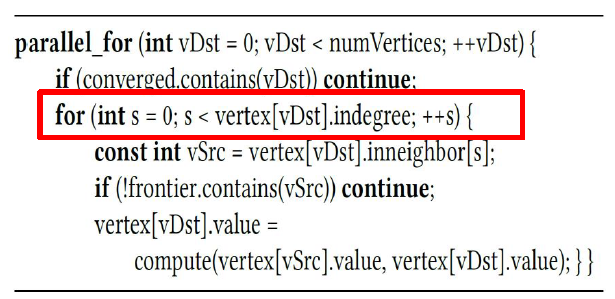 parallel_for (int vDst = 0; vDst < numVertices; ++vDst) {
if (converged.contains(vDst)) continue;
for (int s = 0; s < vertex[vDst].indegree; ++s) {
const int vSrc = vertex[vDst].inneighbor[s];
if (!frontier.contains(vSrc)) continue;
vertex[vDst].value =
compute(vertex[vSrc].value, vertex[vDst].value); } }